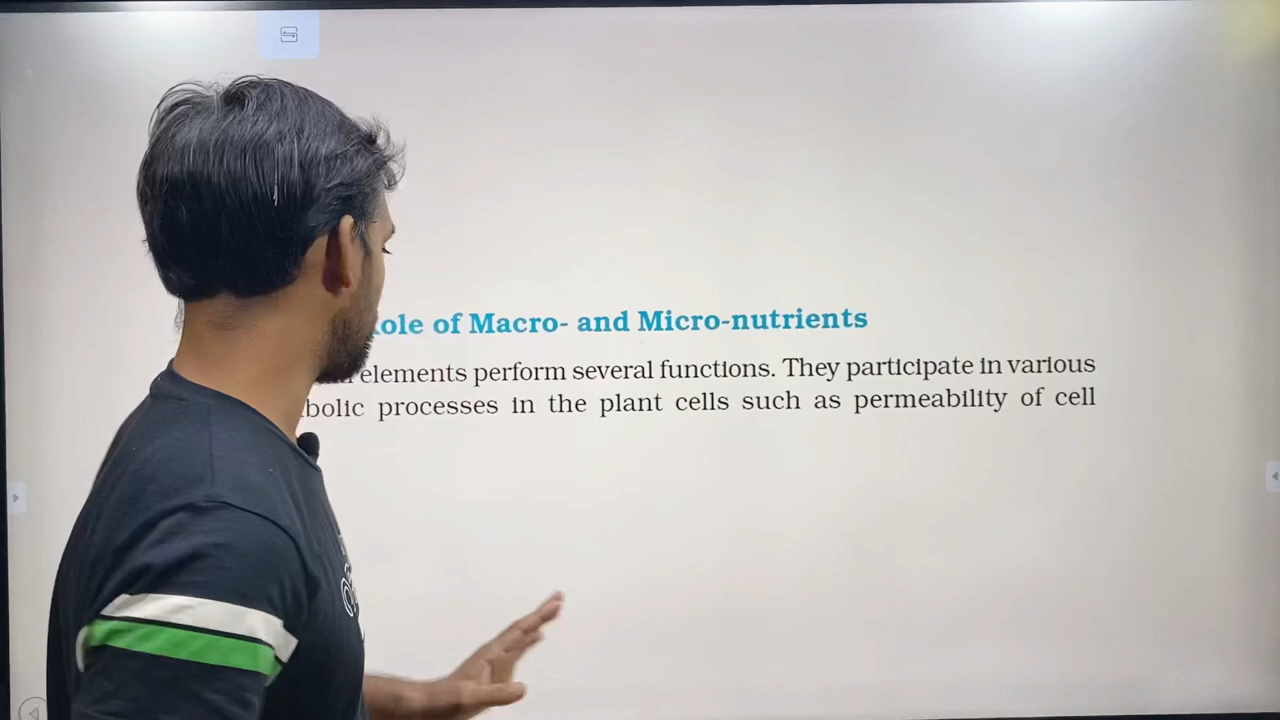 ole of Macro- and Micro-nutrients
elements perform several functions. They participate in various
bolic processes in the plant cells such as permeability of cell